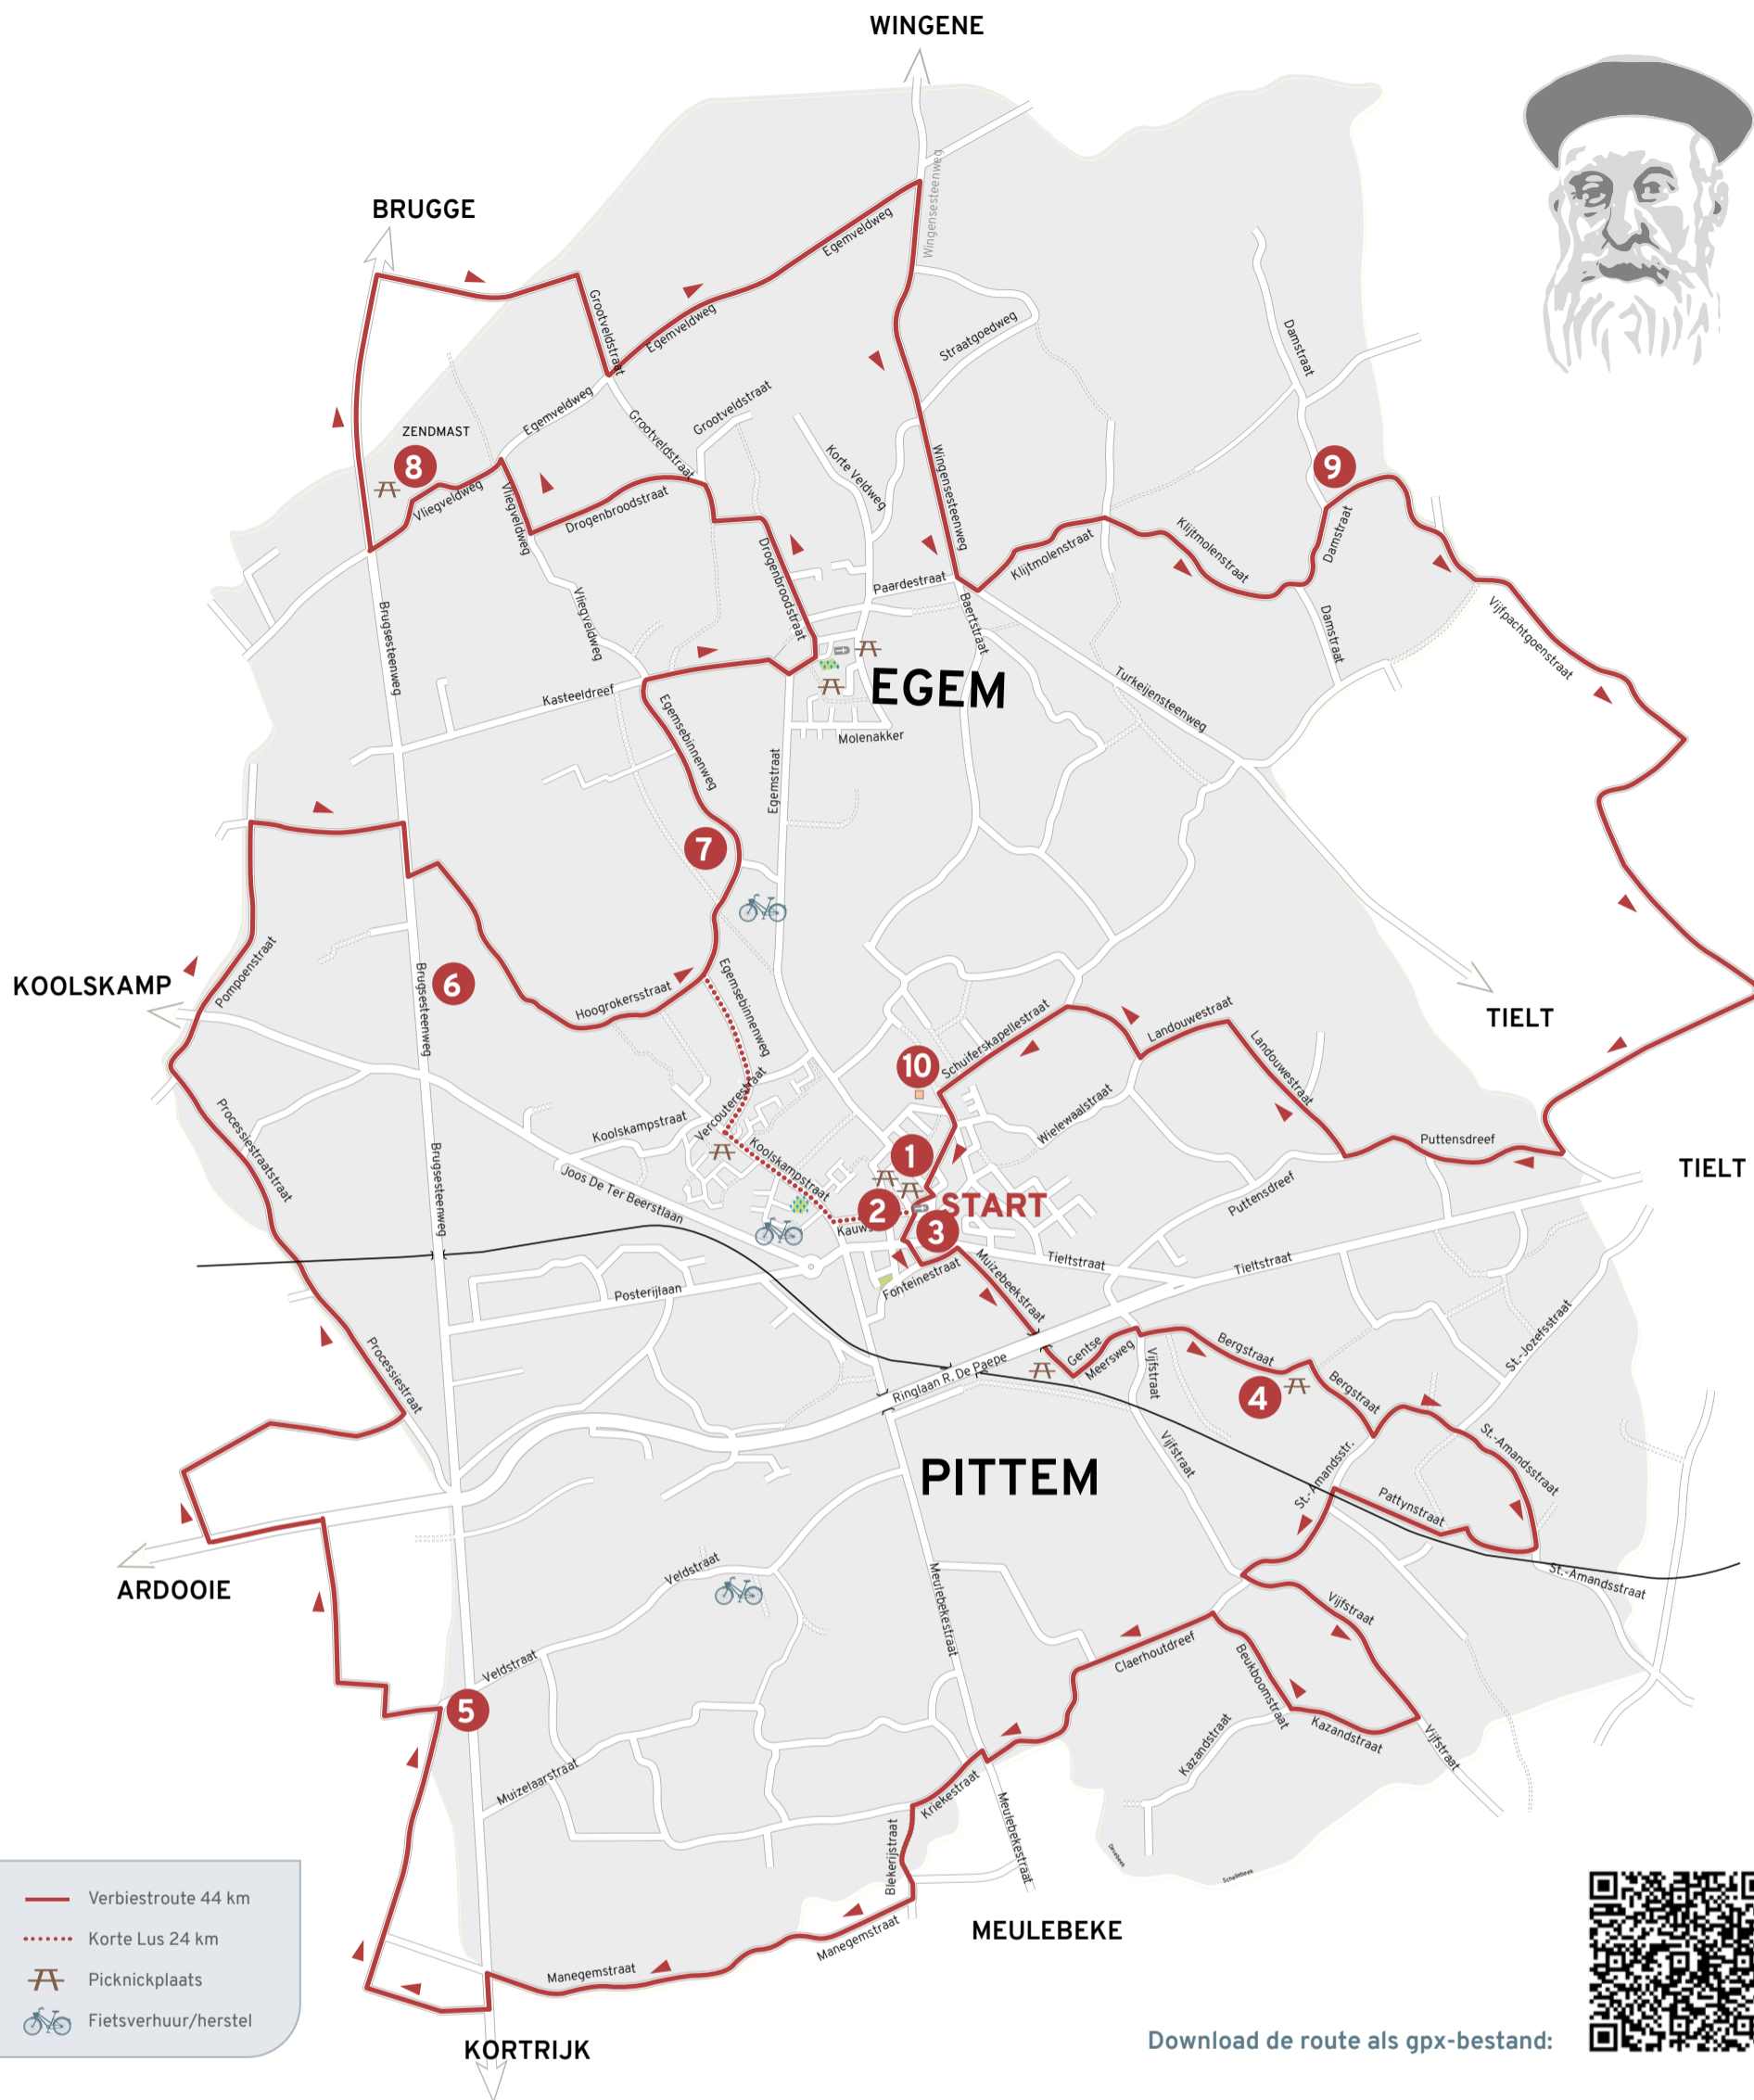 WINGENE
BRUGGE
Wingensesteenweg
Egemveldweg
Grootveldstraat
Egemveldweg
Straatgoedweg
Damstraat
Egemveldweg
Grootveldstraat
Grootveldstraat
ZENDMAST
8
Korte Veldweg
Wingensesteenweg
9
Vliegveldweg
Vliegveldweg
Drogenbroodstraat
Klijtmolenstraat
Klijtmolenstraat
Damstraat
Drogenbroodstraat
Paardestraat
Baertstraat
Damstraat
Vijfpachtgoenstraat
Brugsesteenweg
Vliegveldweg
EGEM
Kasteeldreef
Egemsebinnenweg
Turkeijensteenweg
Molenakker
Egemstraat
7
KOOLSKAMP
Pompoenstraat
6
Brugsesteenweg
Hoogrokersstraat
Egemsebinnenweg
TIELT
Schuiferskapellestraat
Landouwestraat
Landouwestraat
10
Processiestraatstraat
Koolskampstraat
Vercouterestraat
Wielewaalstraat
Puttensdreef
TIELT
Brugsesteenweg
Joos De Ter Beerstlaan
Koolskampstraat
1
2
START
3
Puttensdreef
Muizebeekstraat
Tieltstraat
Tieltstraat
Fonteinestraat
Posterijlaan
Processiestraat
Ringlaan R. De Paepe
Gentse
Meersweg
Vijfstraat
Bergstraat
4
Bergstraat
St.-Jozefsstraat
PITTEM
Vijfstraat
St.-Amandsstr.
St.-Amandsstraat
Pattynstraat
ARDOOIE
Veldstraat
Meulebekestraat
St.-Amandsstraat
Vijfstraat
Veldstraat
Claerhoutdreef
Beukboomstraat
5
Kazandstraat
Kazandstraat
Vijfstraat
Muizelaarstraat
Kriekestraat
Meulebekestraat
Blekerijstraat
Manegemstraat
Manegemstraat
MEULEBEKE
KORTRIJK
Verbiestroute 44 km
Korte Lus 24 km
Picknickplaats
Fietsverhuur/herstel
Download de route als gpx-bestand: